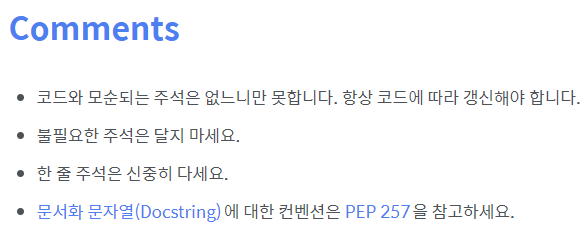 Comments
코드와 모순되는 주석은 없느니만 못합니다. 항상 코드에 따라 갱신해야 합니다.
불필요한 주석은 달지 마세요.
한 줄 주석은 신중히 다세요.
문서화 문자열(Docstring)에 대한 컨벤션은 PEP 257을 참고하세요.